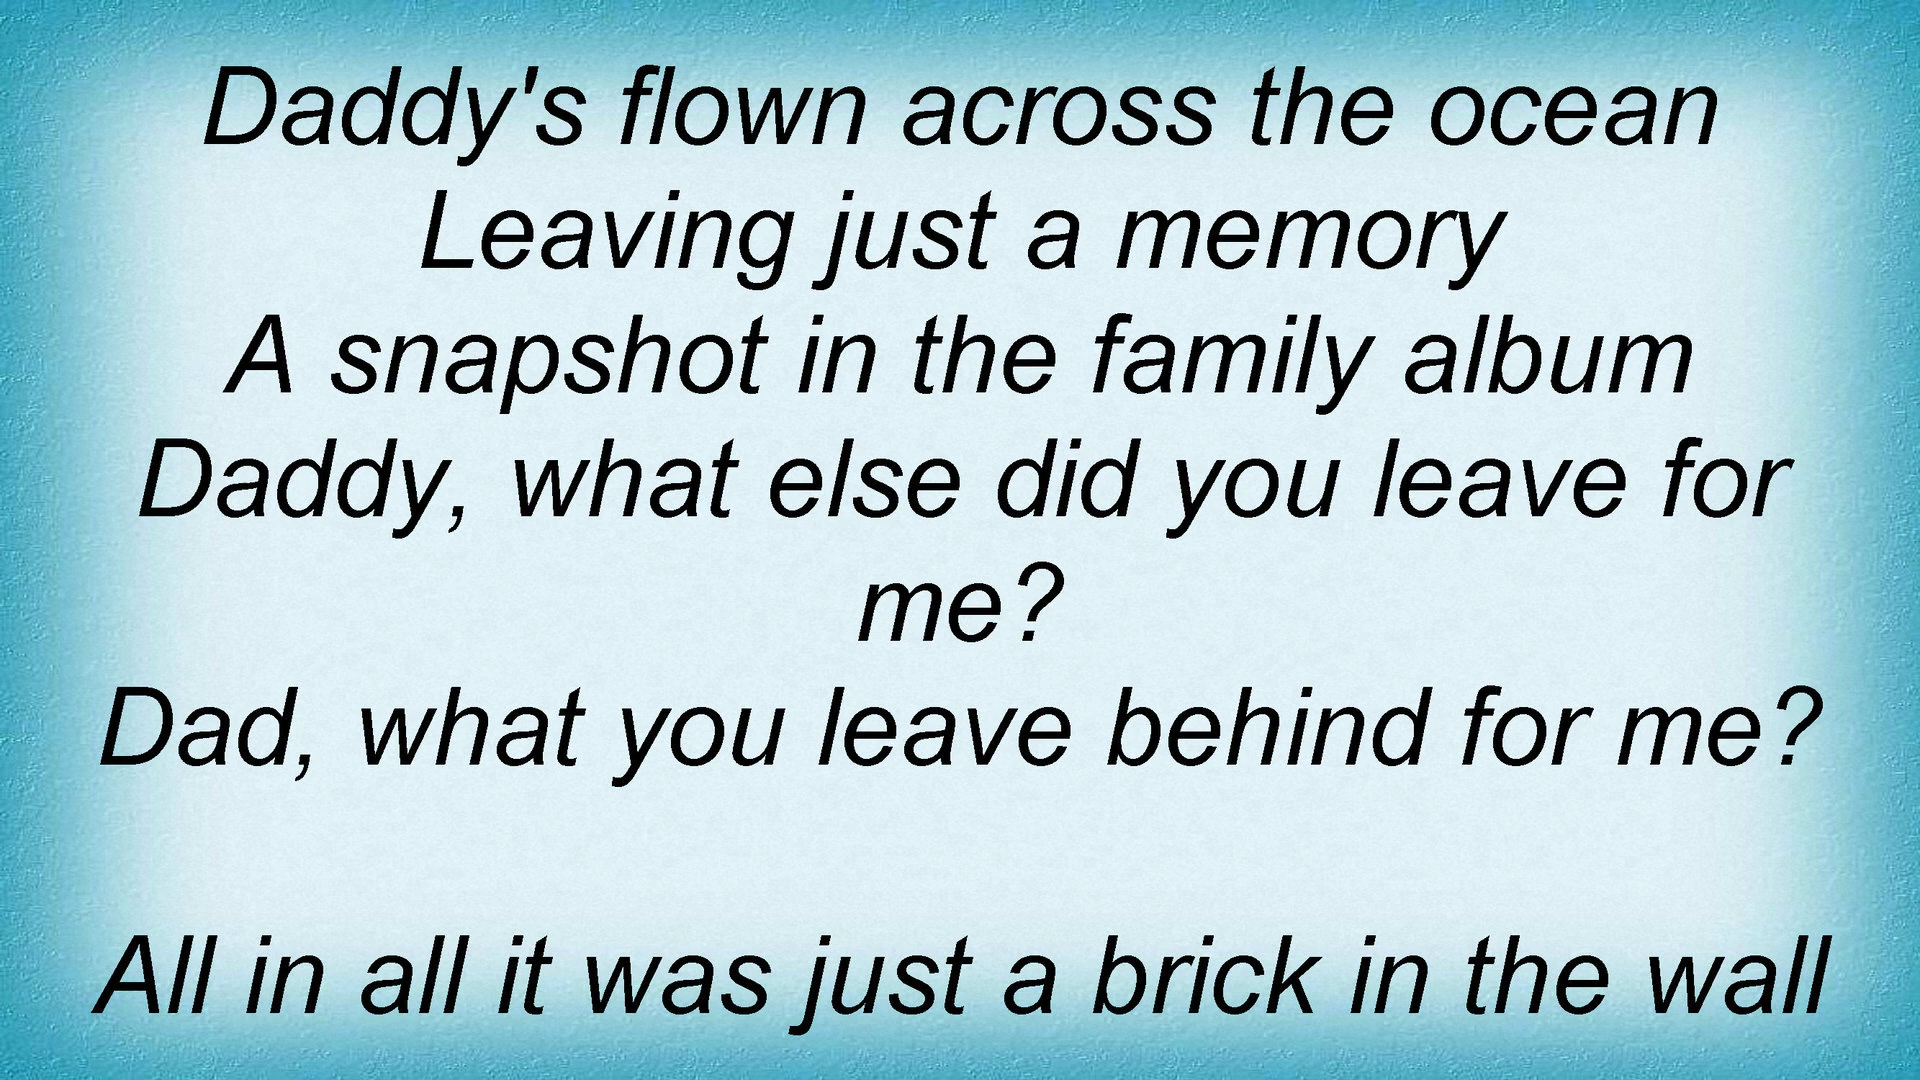 Daddy's flown across the ocean
Leaving just a memory
A snapshot in the family album
Daddy, what else did you leave for
me?
Dad, what you leave behind for me?
All in all it was just a brick in the wall